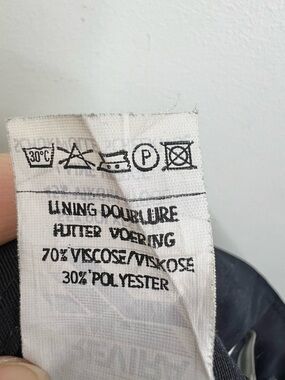 30°C P
LINING DOUBLURE
FUTTER VOERING
70% VISCOSE/VISKOSE
30% POLYESTER